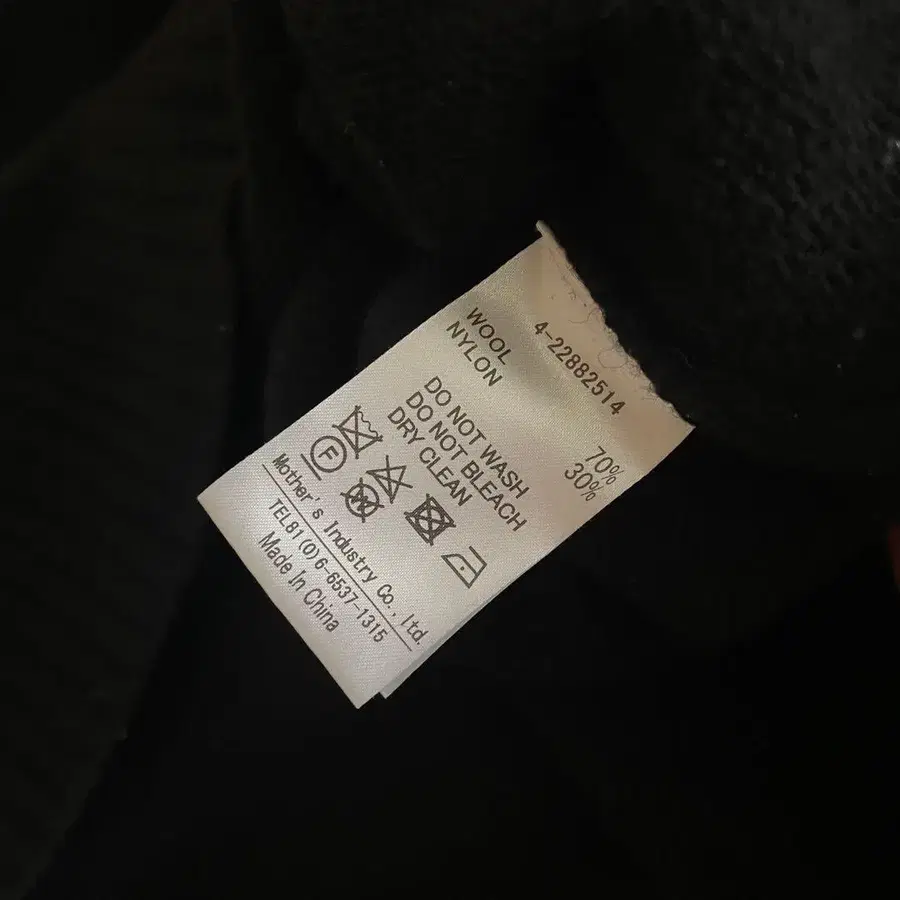 4-22882514
WOOL 70%
NYLON 30%
DO NOT WASH
DO NOT BLEACH
DRY CLEAN
F
W
Mother's Industry Co., ltd.
TEL81(0)6-6537-1315
Made In China